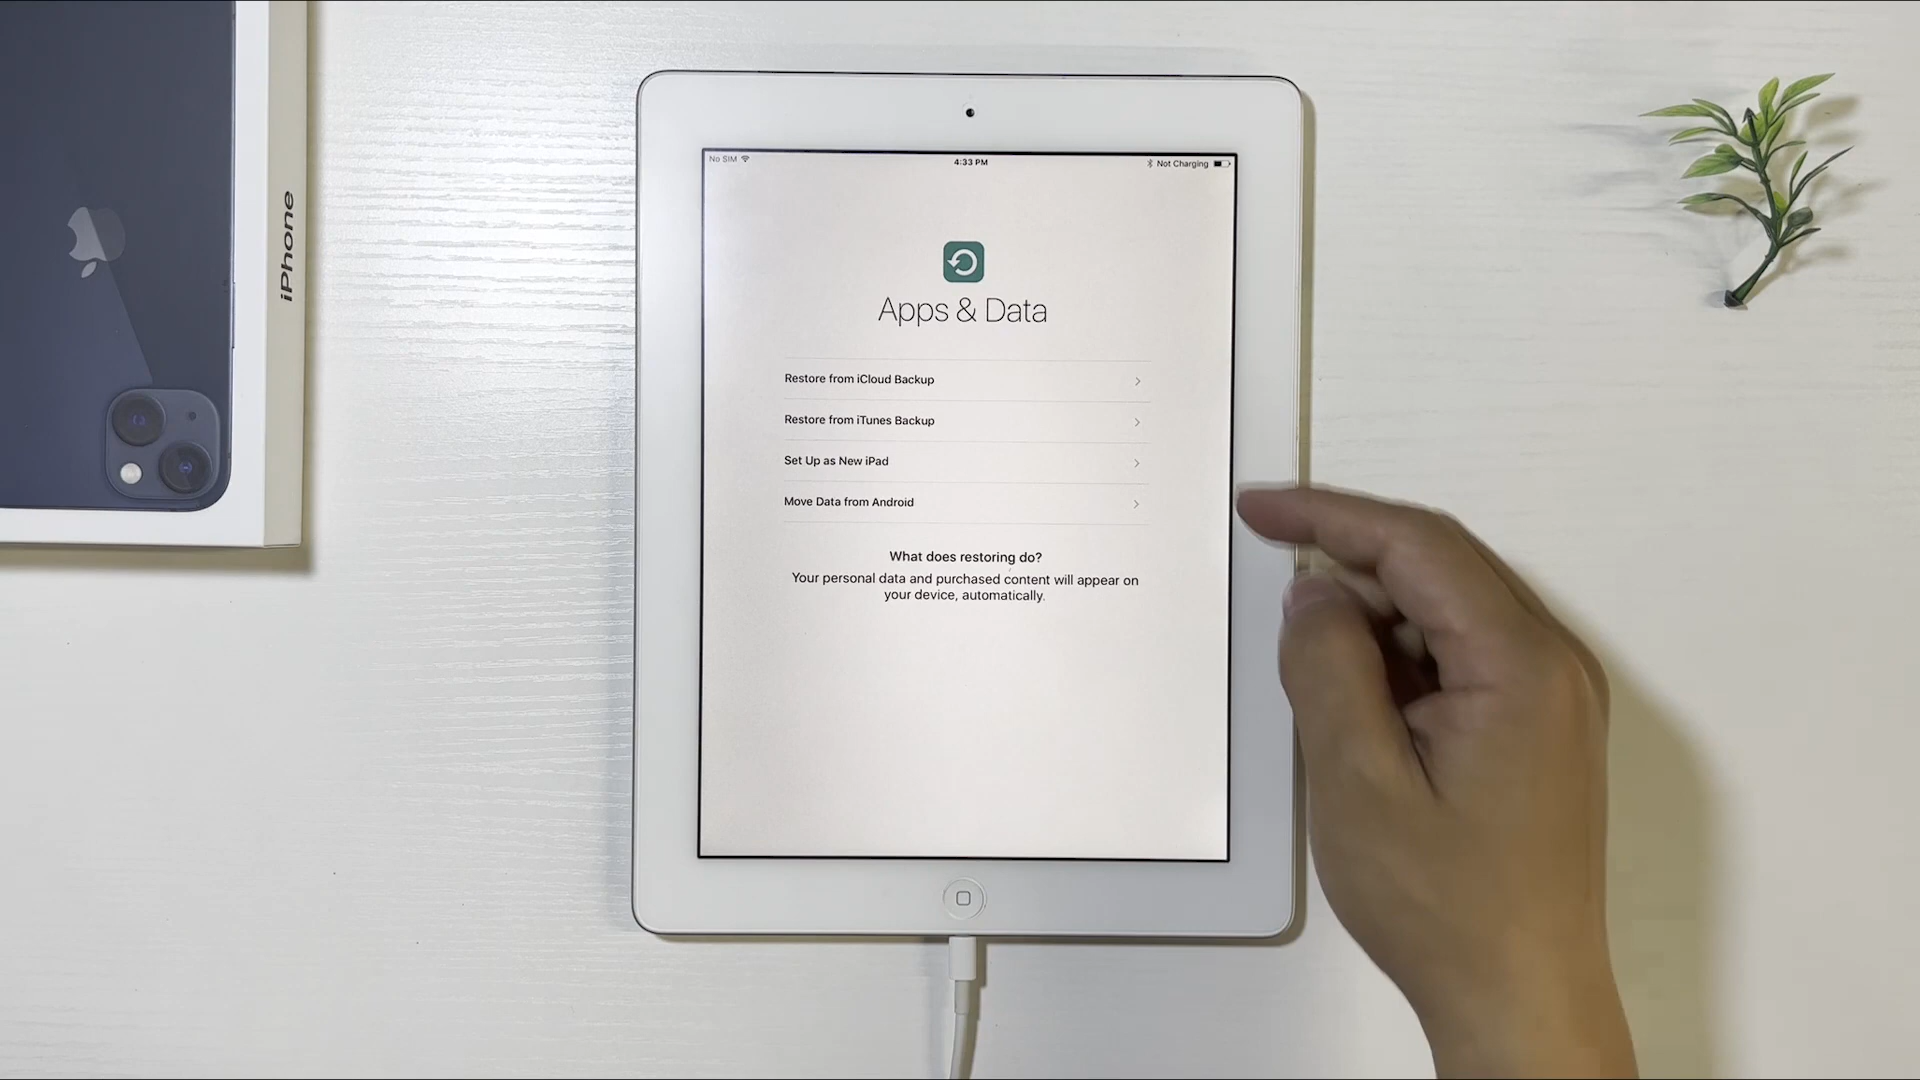 iPhone
No SIM
4:33 PM
Not Charging
Apps & Data
Restore from iCloud Backup
Restore from iTunes Backup
Set Up as New iPad
Move Data from Android
What does restoring do?
Your personal data and purchased content will appear on
your device, automatically.